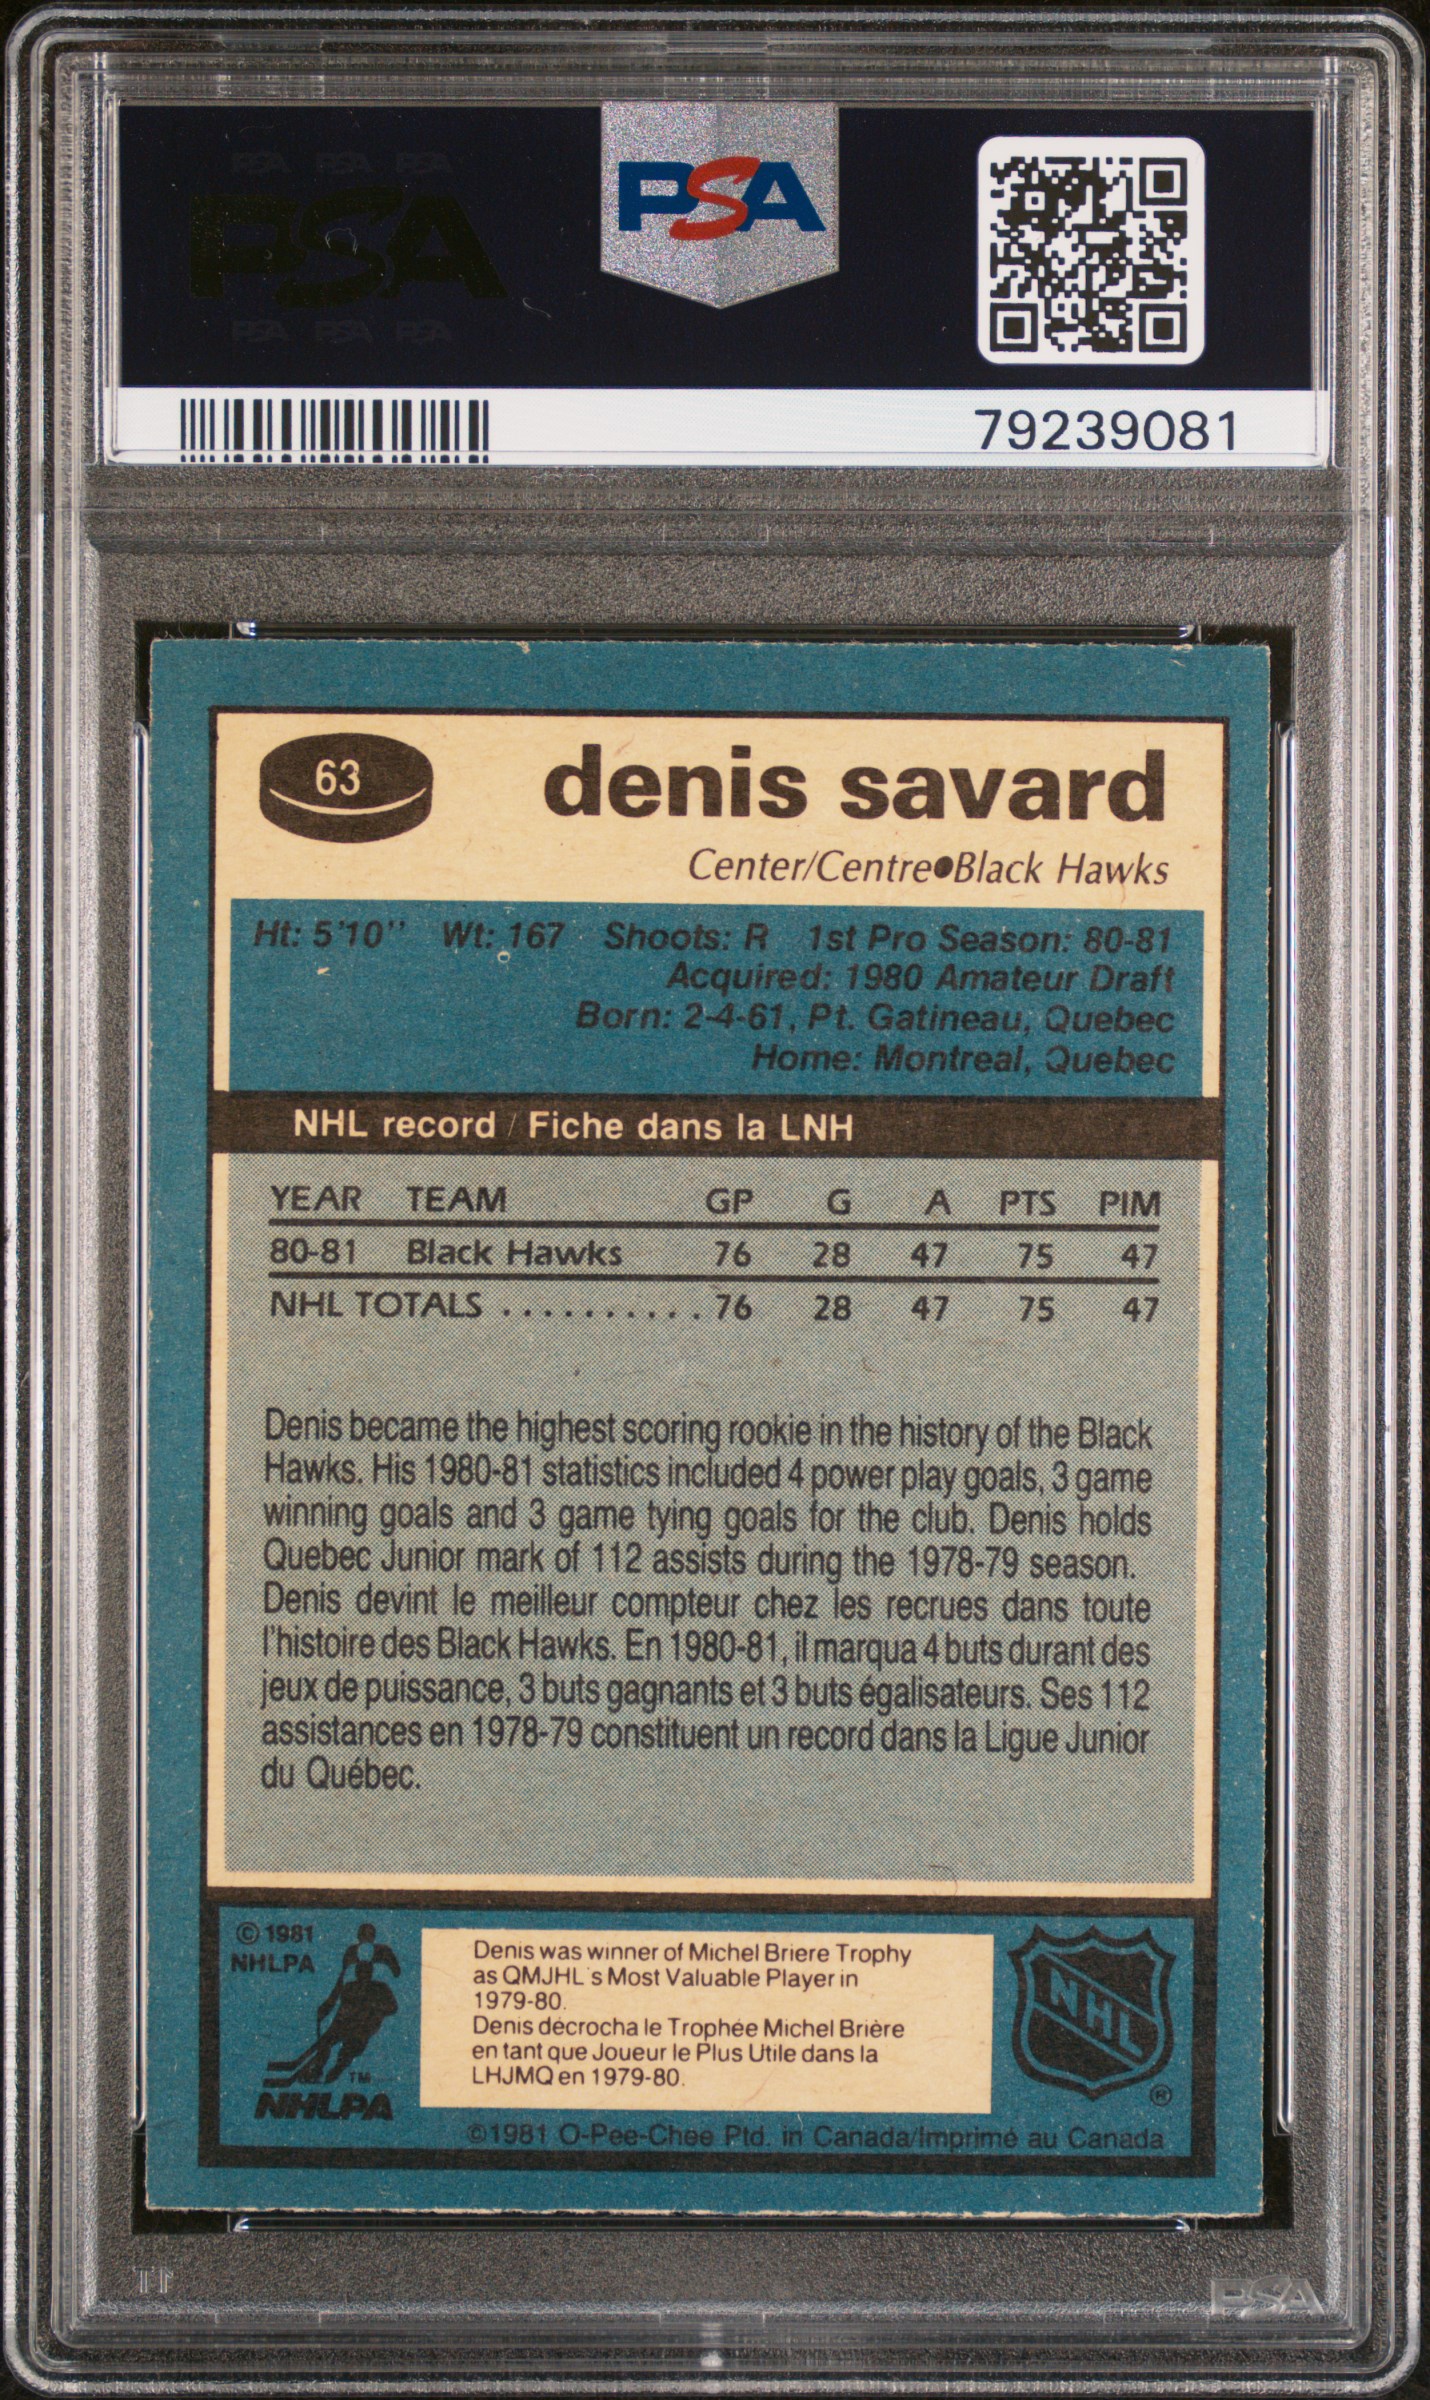 PSA PSA PSA
PSA
PSA PSA PSA
PSA
79239081
63
denis savard
Center/Centre●Black Hawks
Ht: 5'10'' Wt: 167 Shoots: R 1st Pro Season: 80-81
Acquired: 1980 Amateur Draft
Born: 2-4-61, Pt. Gatineau, Quebec
Home: Montreal, Quebec
NHL record / Fiche dans la LNH
YEAR TEAM GP G A PTS PIM
80-81 Black Hawks 76 28 47 75 47
NHL TOTALS .......... 76 28 47 75 47
Denis became the highest scoring rookie in the history of the Black
Hawks. His 1980-81 statistics included 4 power play goals, 3 game
winning goals and 3 game tying goals for the club. Denis holds
Quebec Junior mark of 112 assists during the 1978-79 season.
Denis devint le meilleur compteur chez les recrues dans toute
l'histoire des Black Hawks. En 1980-81, il marqua 4 buts durant des
jeux de puissance, 3 buts gagnants et 3 buts égalisateurs. Ses 112
assistances en 1978-79 constituent un record dans la Ligue Junior
du Québec.
© 1981
NHLPA
TM
NHLPA
Denis was winner of Michel Briere Trophy
as QMJHL's Most Valuable Player in
1979-80.
Denis décrocha le Trophée Michel Brière
en tant que Joueur le Plus Utile dans la
LHJMQ en 1979-80.
NHL
®
©1981 O-Pee-Chee Ptd. in Canada/Imprimé au Canada
PSA